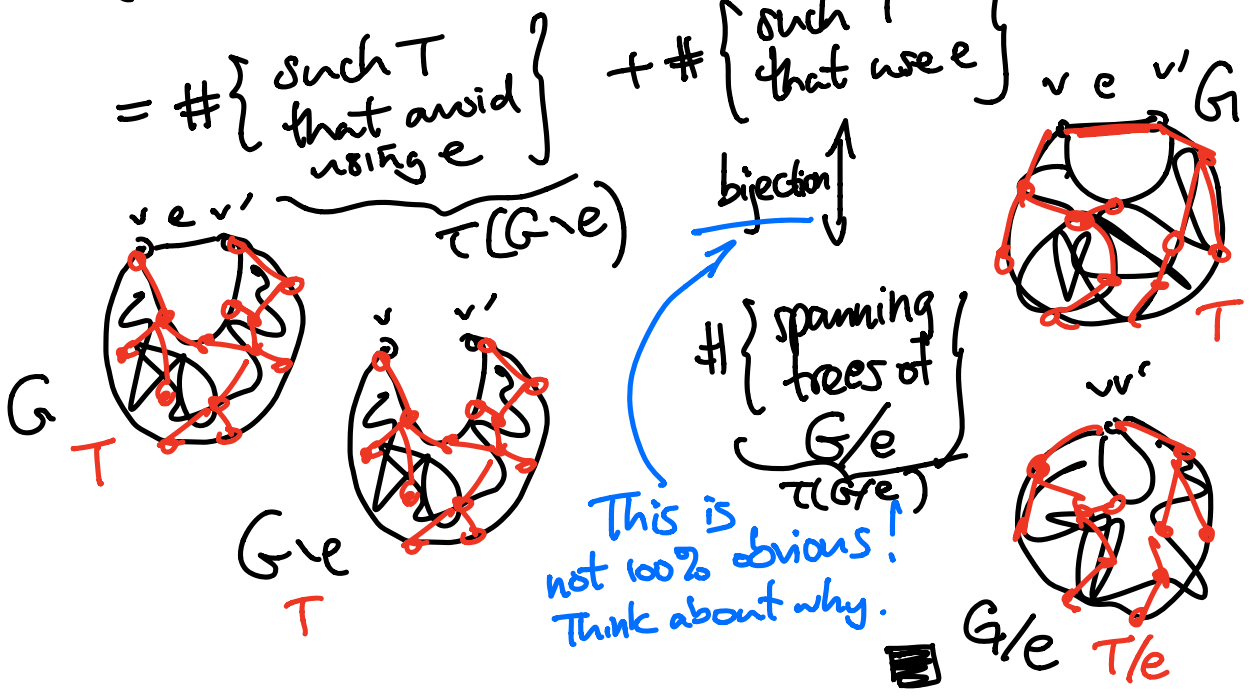 = # { such T
that avoid
using e }
τ(G\e)
+ # { such T
that use e }
bijection
# { spanning
trees of
G/e }
τ(G/e)
This is
not 100% obvious!
Think about why.
v e v'
G
T
v v'
G\e
T
v e v' G
T
vv'
G/e
T/e